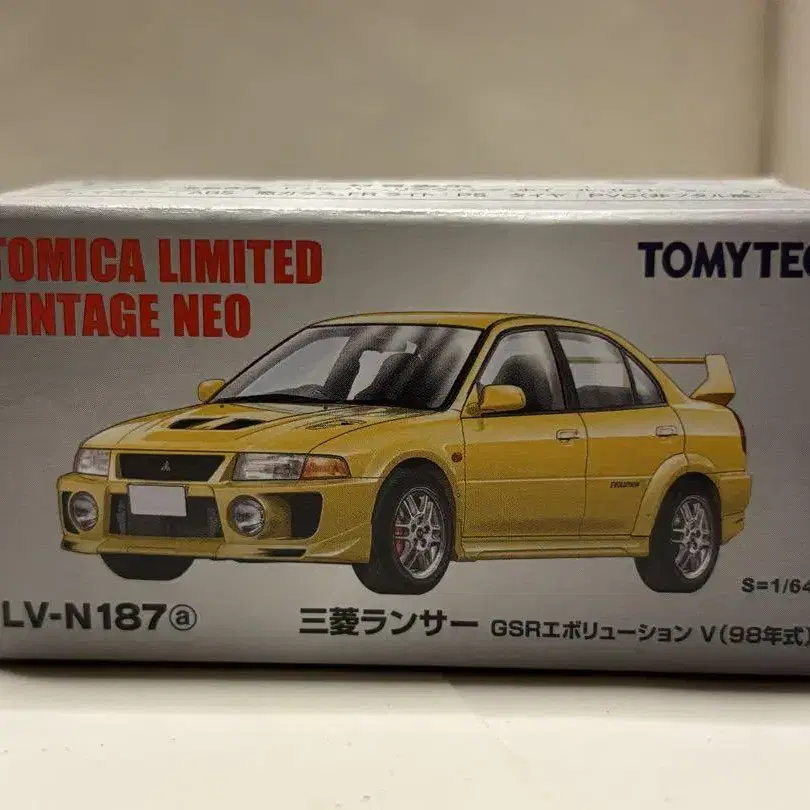 TOMICA LIMITED
VINTAGE NEO
TOMYTEC
EVOLUTION
S=1/64
LV-N187ⓐ
三菱ランサー GSRエボリューション V(98年式)